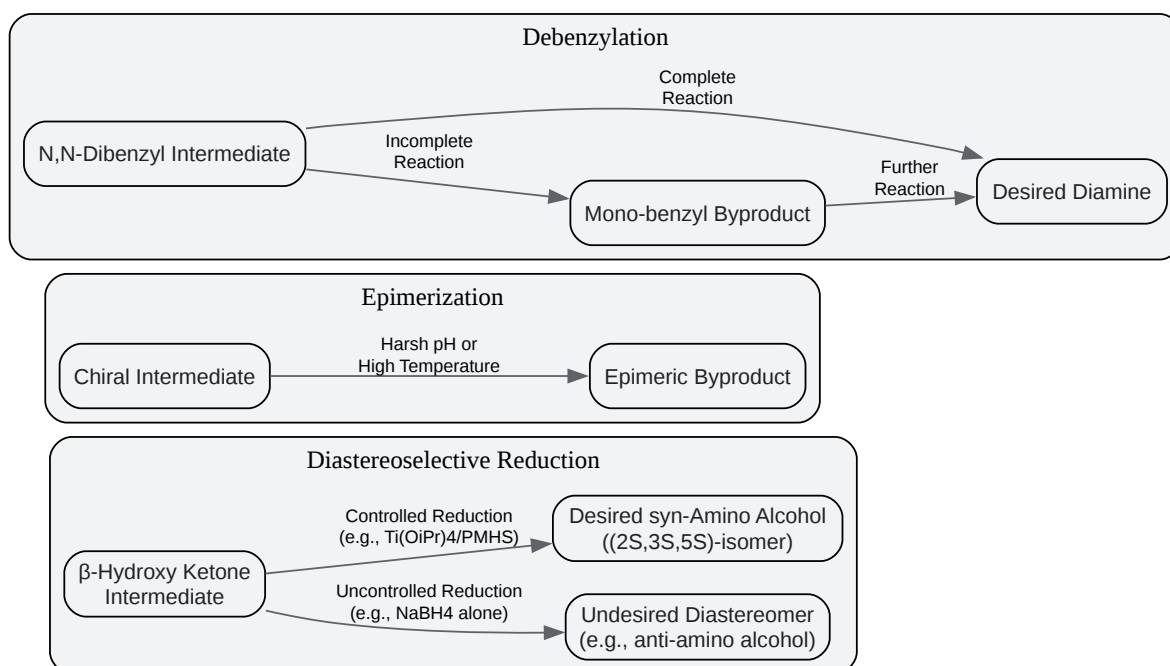 Debenzylation
Complete
Reaction
N,N-Dibenzyl Intermediate
Incomplete
Reaction
Further
Reaction
Desired Diamine
Mono-benzyl Byproduct
Epimerization
Chiral Intermediate
Harsh pH or
High Temperature
Epimeric Byproduct
Diastereoselective Reduction
Controlled Reduction
(e.g., Ti(OiPr)4/PMHS)
Desired syn-Amino Alcohol
((2S,3S,5S)-isomer)
β-Hydroxy Ketone
Intermediate
Uncontrolled Reduction
(e.g., NaBH4 alone)
Undesired Diastereomer
(e.g., anti-amino alcohol)